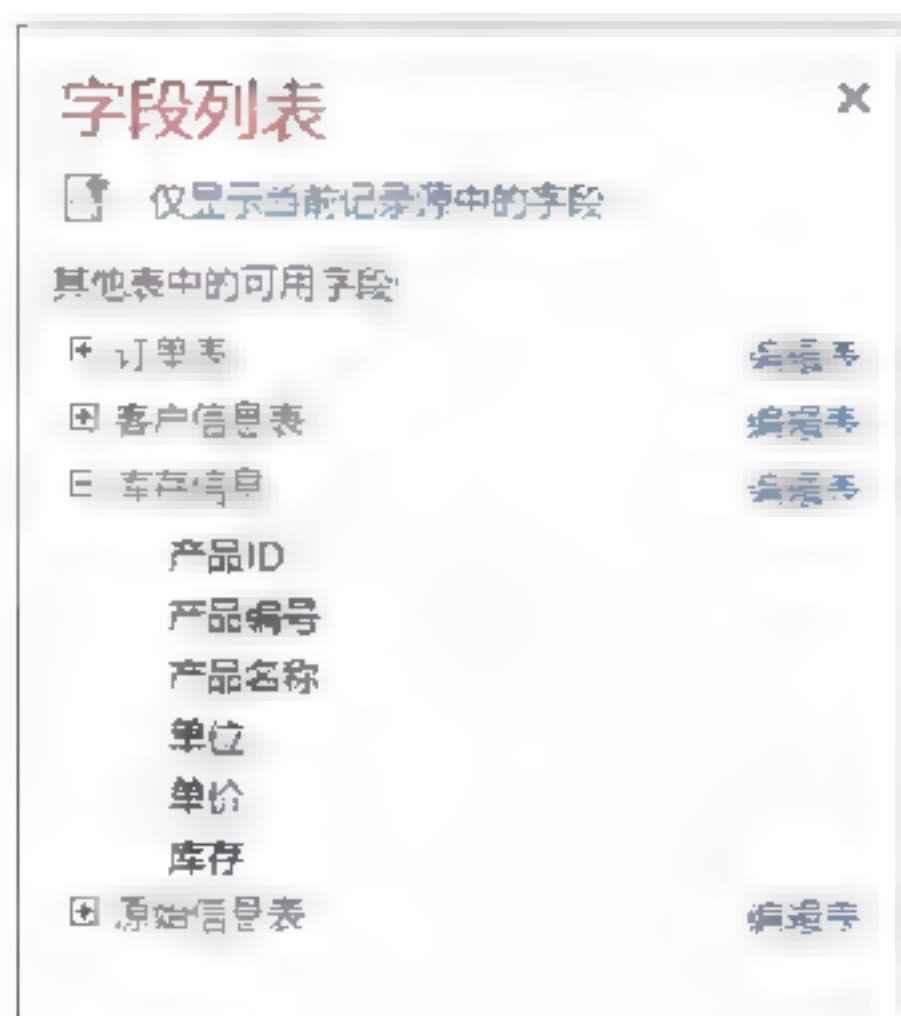 字段列表
仅显示当前记录源中的字段
其他表中的可用字段:
订单表 编辑表
客户信息表 编辑表
库存信息 编辑表
产品ID
产品编号
产品名称
单位
单价
库存
原始信息表 编辑表